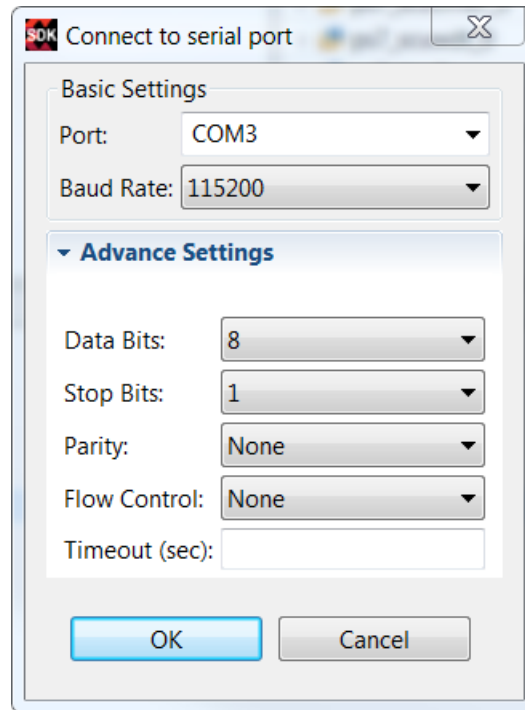 SDK Connect to serial port
Basic Settings
Port: COM3
Baud Rate: 115200
Advance Settings
Data Bits: 8
Stop Bits: 1
Parity: None
Flow Control: None
Timeout (sec):
OK Cancel